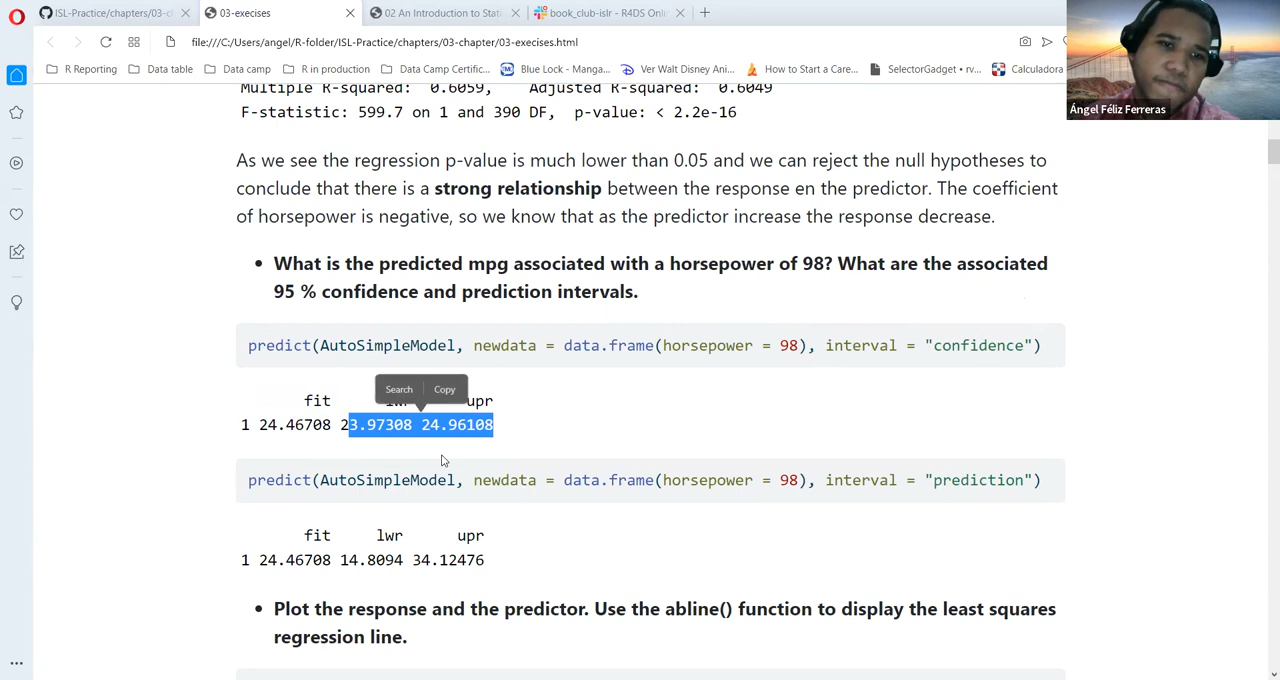 ISL-Practice/chapters/03-cl
03-execises
02 An Introduction to Stati
book_club-islr - R4DS Onli
file:///C:/Users/angel/R-folder/ISL-Practice/chapters/03-chapter/03-execises.html
R Reporting
Data table
Data camp
R in production
Data Camp Certific...
Blue Lock - Manga...
Ver Walt Disney Ani...
How to Start a Care...
SelectorGadget • rv...
Calculadora
Ángel Féliz Ferreras
Multiple R-squared: 0.6059, Adjusted R-squared: 0.6049
F-statistic: 599.7 on 1 and 390 DF, p-value: < 2.2e-16
As we see the regression p-value is much lower than 0.05 and we can reject the null hypotheses to
conclude that there is a strong relationship between the response en the predictor. The coefficient
of horsepower is negative, so we know that as the predictor increase the response decrease.
• What is the predicted mpg associated with a horsepower of 98? What are the associated
95 % confidence and prediction intervals.
predict(AutoSimpleModel, newdata = data.frame(horsepower = 98), interval = "confidence")
Search Copy
fit lwr upr
1 24.46708 23.97308 24.96108
predict(AutoSimpleModel, newdata = data.frame(horsepower = 98), interval = "prediction")
fit lwr upr
1 24.46708 14.8094 34.12476
• Plot the response and the predictor. Use the abline() function to display the least squares
regression line.